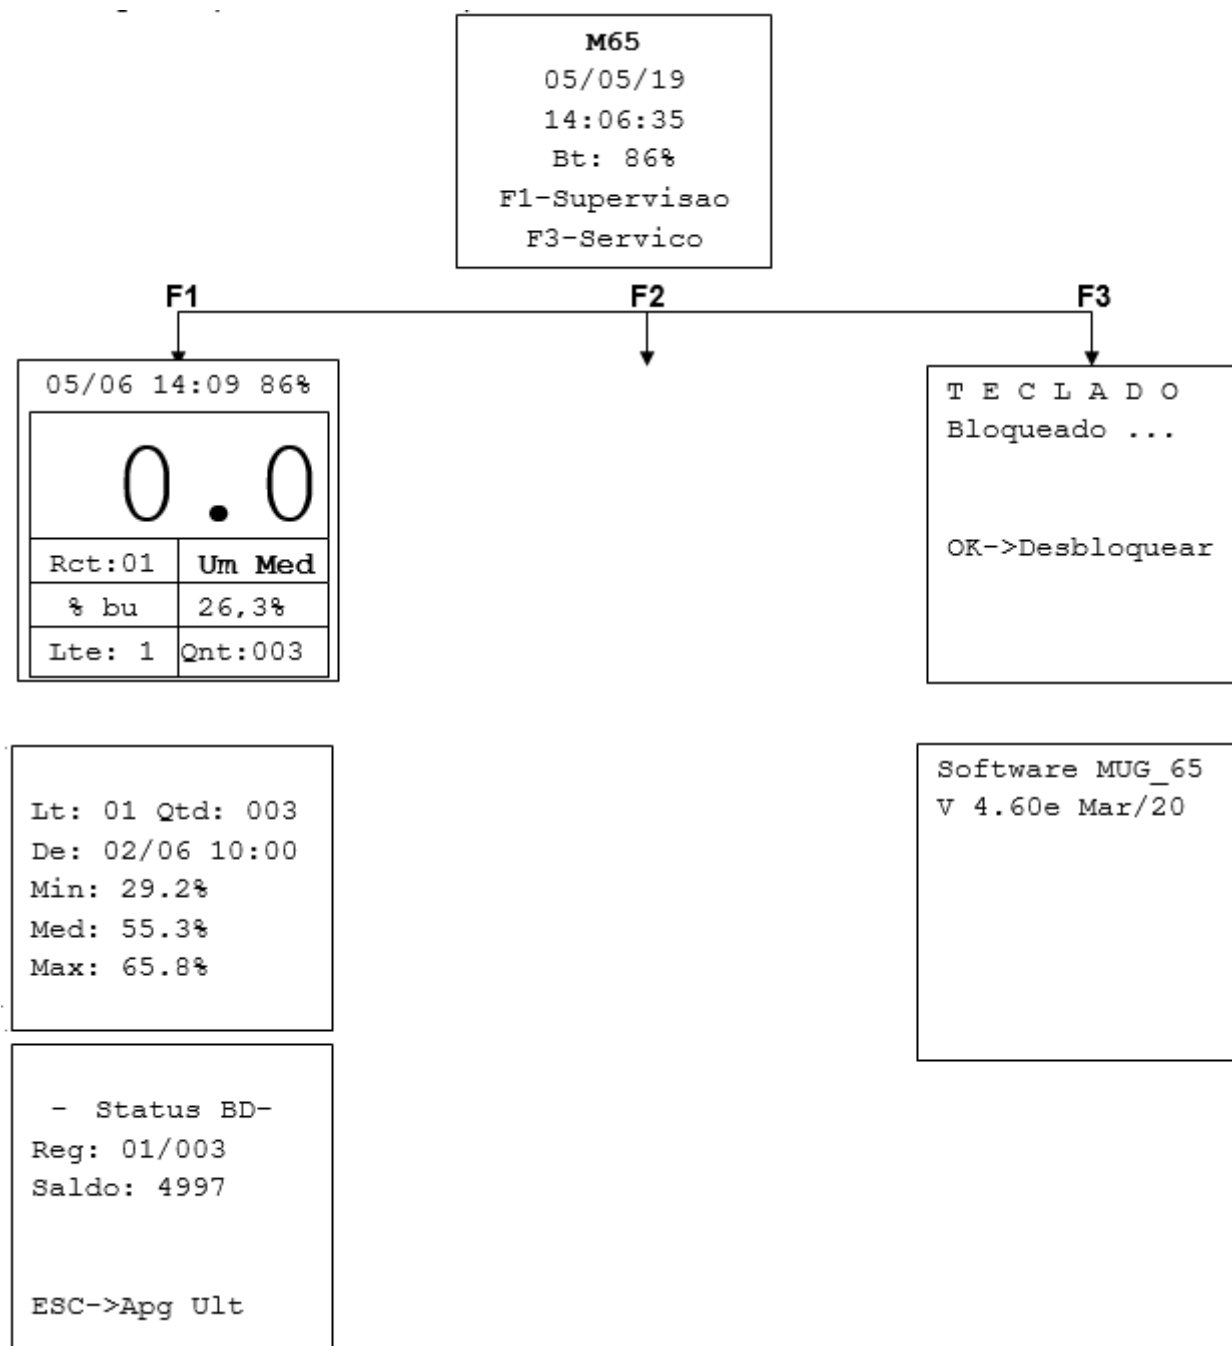 M65
05/05/19
14:06:35
Bt: 86%
F1-Supervisao
F3-Servico
F1
F2
F3
05/06 14:09 86%
0.0
Rct:01 Um Med
% bu 26,3%
Lte: 1 Qnt:003
T E C L A D O
Bloqueado ...
OK->Desbloquear
Lt: 01 Qtd: 003
De: 02/06 10:00
Min: 29.2%
Med: 55.3%
Max: 65.8%
Software MUG_65
V 4.60e Mar/20
- Status BD-
Reg: 01/003
Saldo: 4997
ESC->Apg Ult